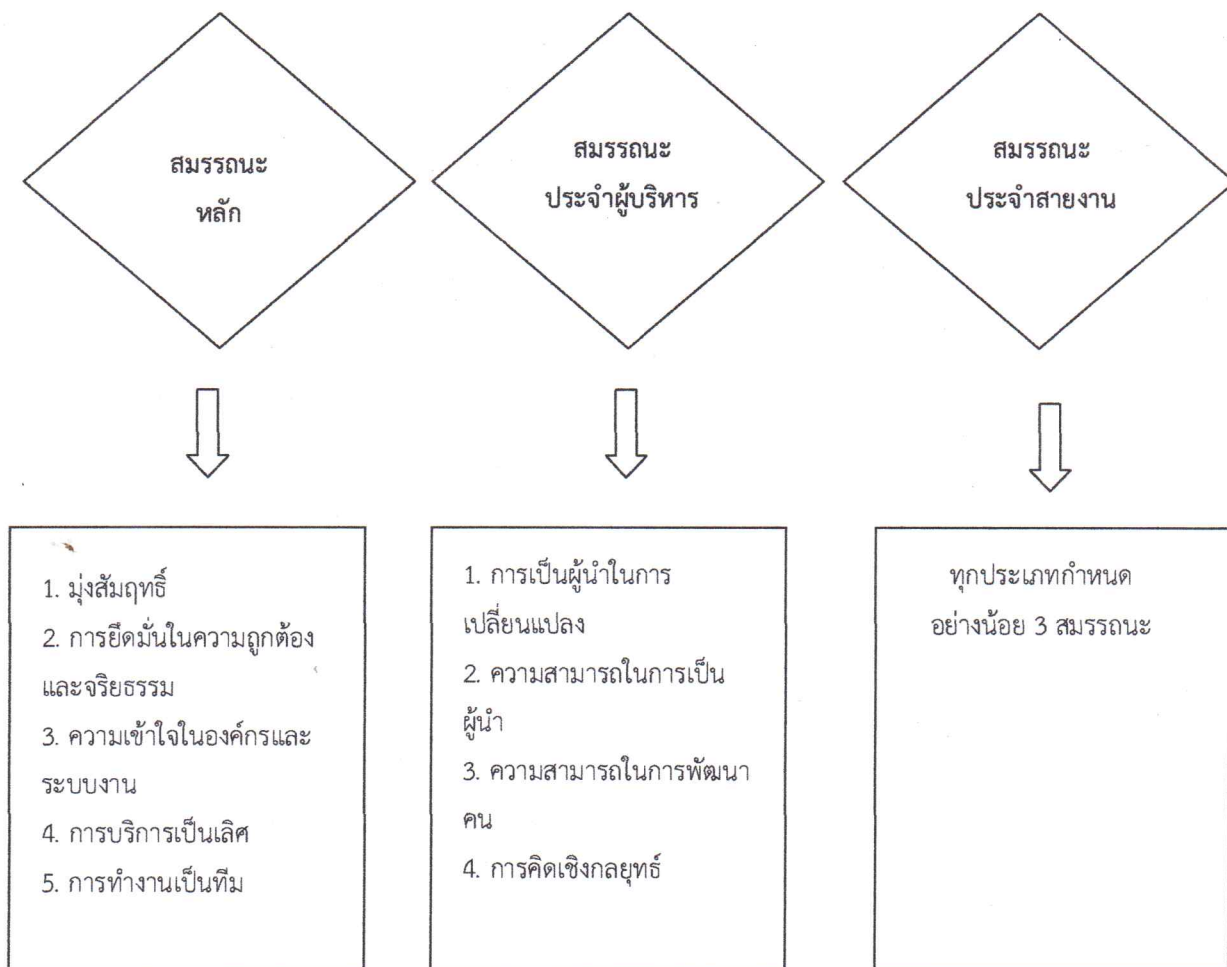 สมรรถนะ
หลัก
สมรรถนะ
ประจำผู้บริหาร
สมรรถนะ
ประจำสายงาน
1. มุ่งสัมฤทธิ์
2. การยึดมั่นในความถูกต้อง
และจริยธรรม
3. ความเข้าใจในองค์กรและ
ระบบงาน
4. การบริการเป็นเลิศ
5. การทำงานเป็นทีม
1. การเป็นผู้นำในการ
เปลี่ยนแปลง
2. ความสามารถในการเป็น
ผู้นำ
3. ความสามารถในการพัฒนา
คน
4. การคิดเชิงกลยุทธ์
ทุกประเภทกำหนด
อย่างน้อย 3 สมรรถนะ